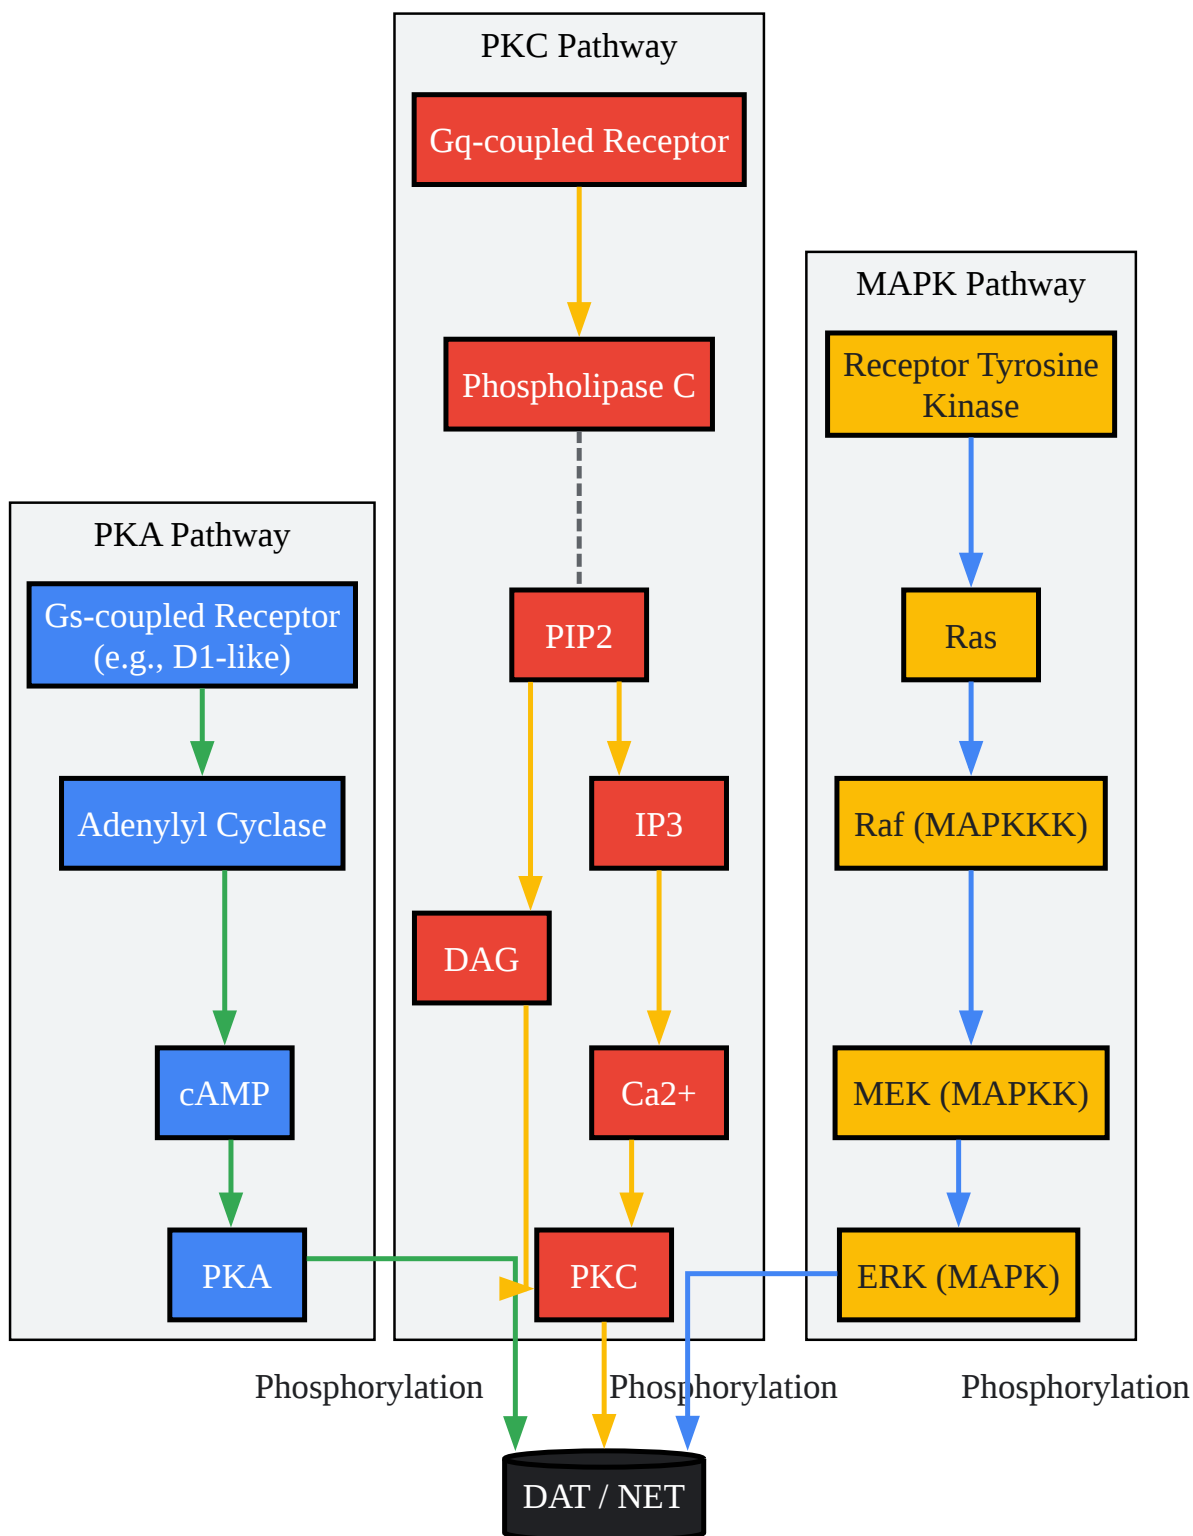 PKC Pathway
Gq-coupled Receptor
Phospholipase C
PIP2
IP3
DAG
Ca2+
PKC
MAPK Pathway
Receptor Tyrosine
Kinase
Ras
Raf (MAPKKK)
MEK (MAPKK)
ERK (MAPK)
PKA Pathway
Gs-coupled Receptor
(e.g., D1-like)
Adenylyl Cyclase
cAMP
PKA
Phosphorylation
Phosphorylation
Phosphorylation
DAT / NET